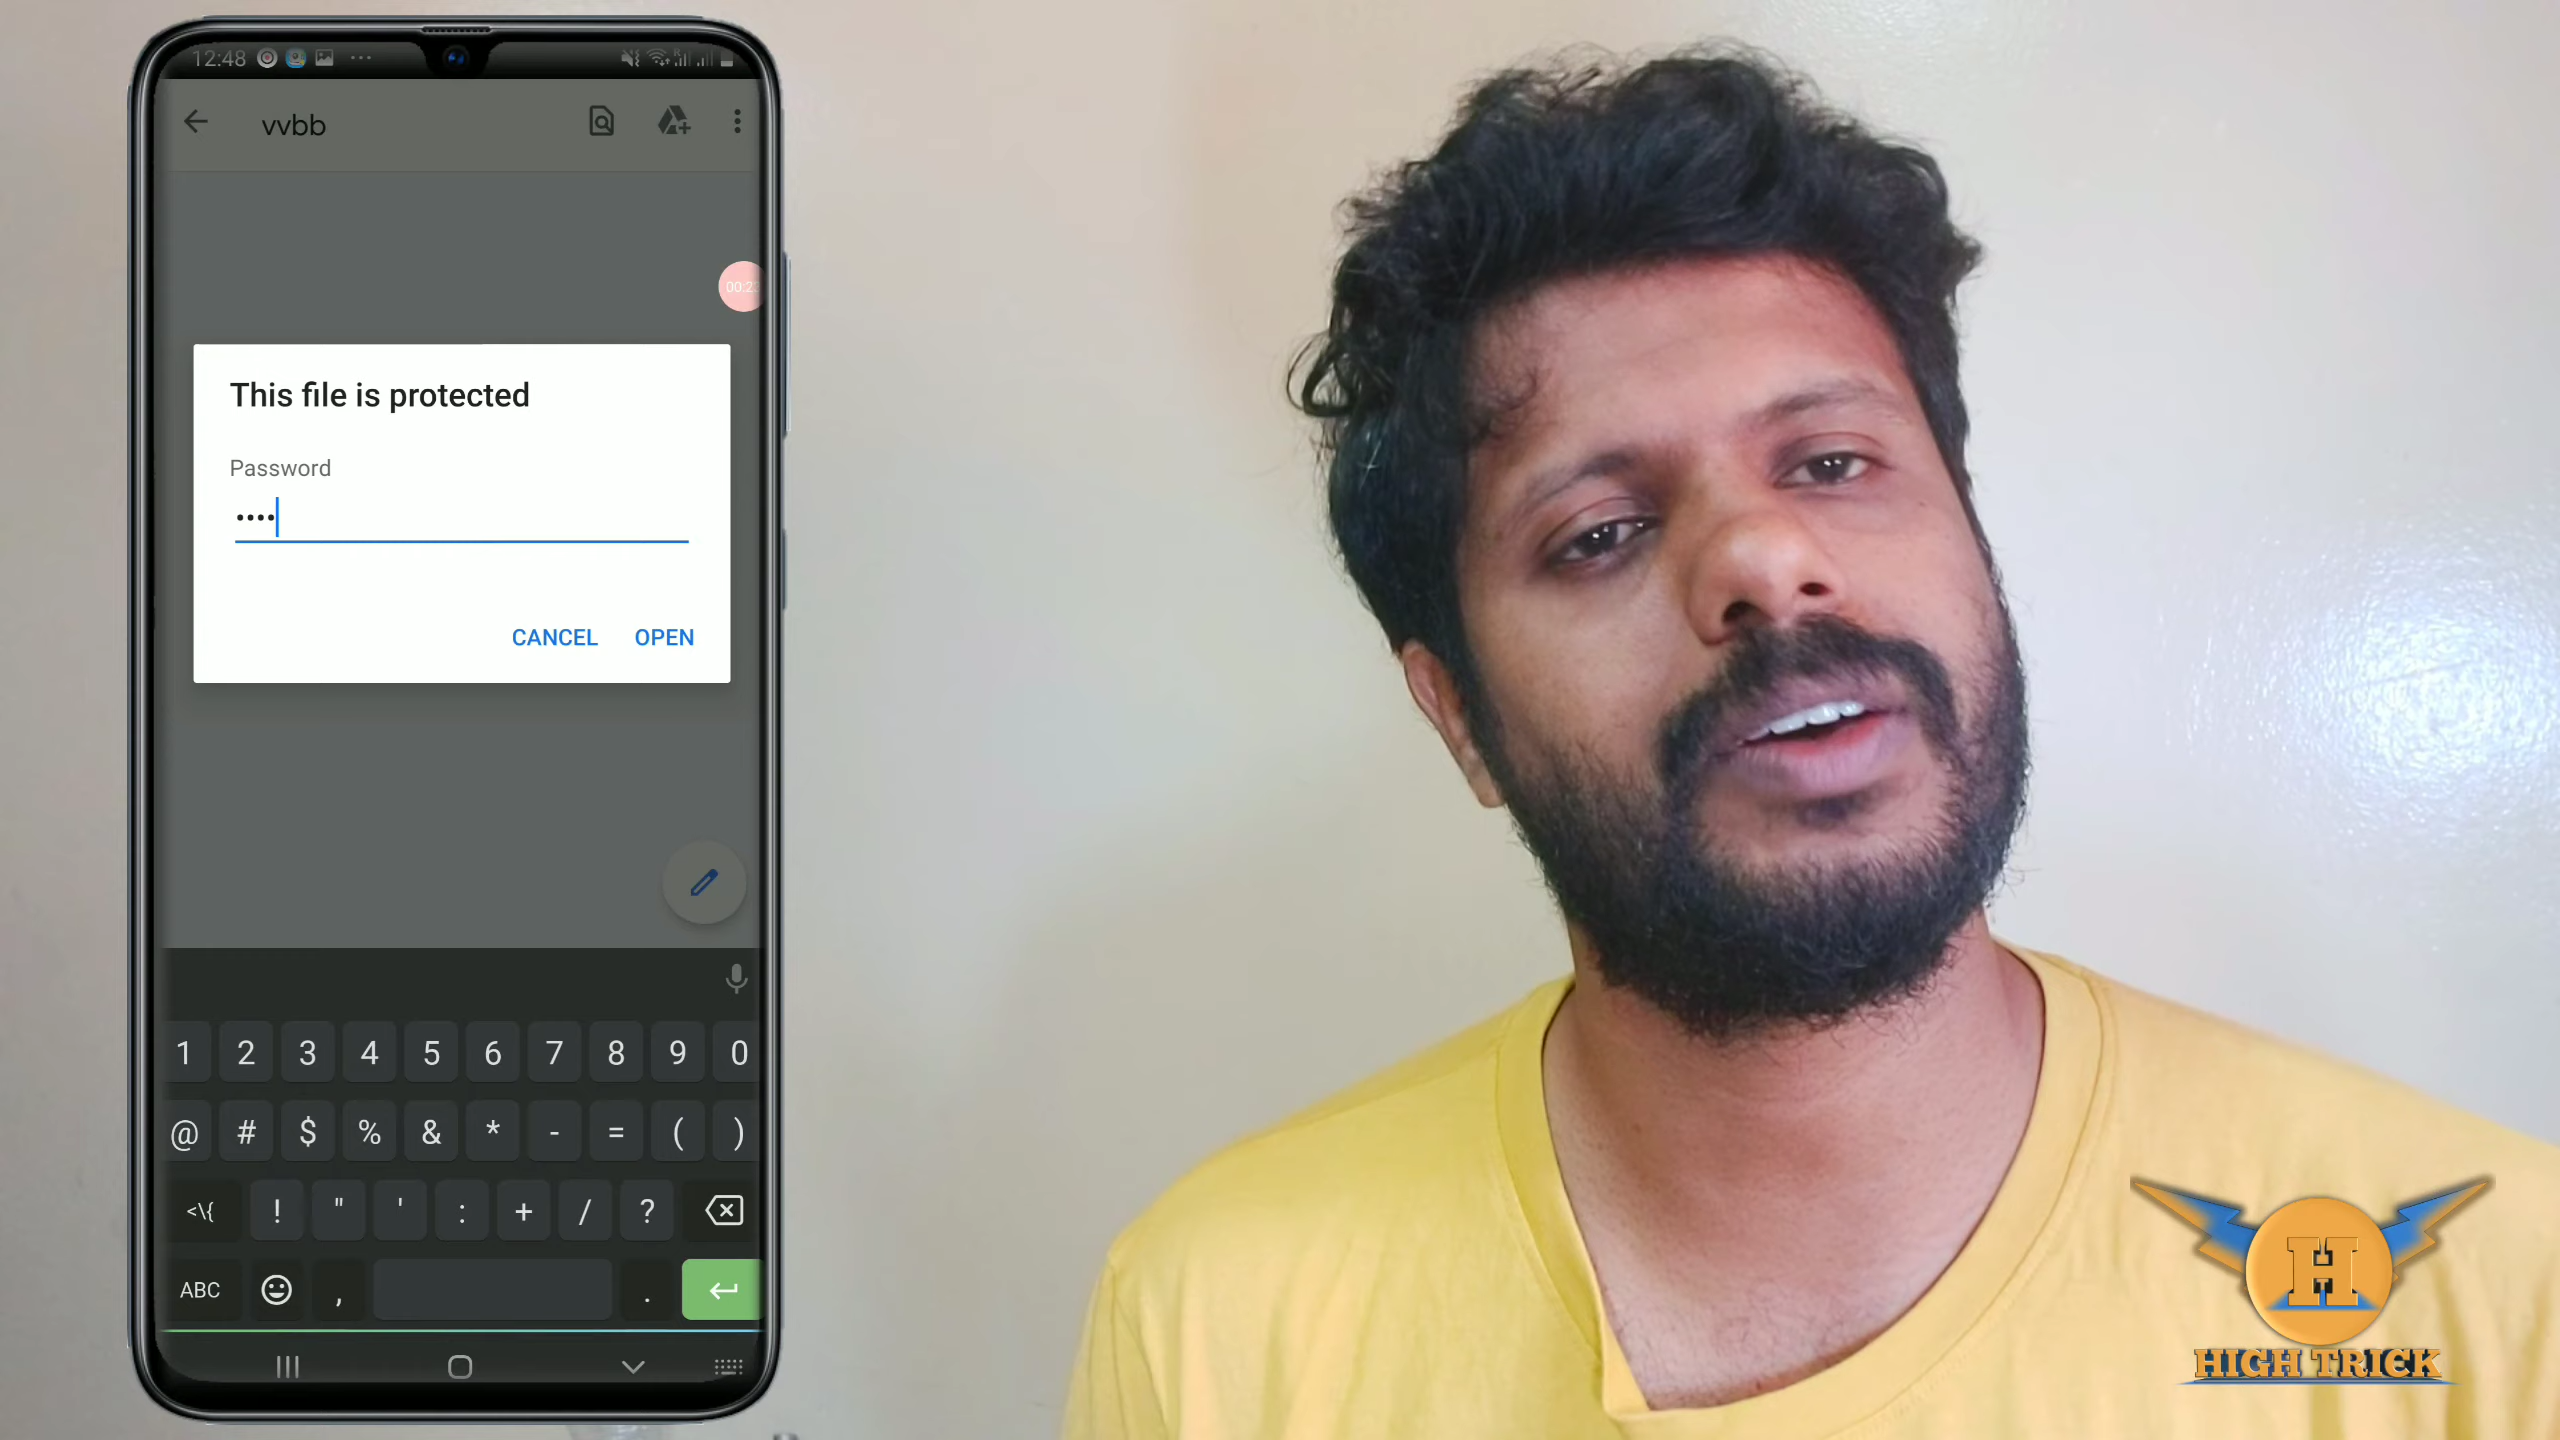 12:48
vvbb
This file is protected
Password
••••
CANCEL OPEN
1 2 3 4 5 6 7 8 9 0
@ # $ % & * - = ( )
<\{ ! " ' : + / ?
ABC , .
H
HIGH TRICK